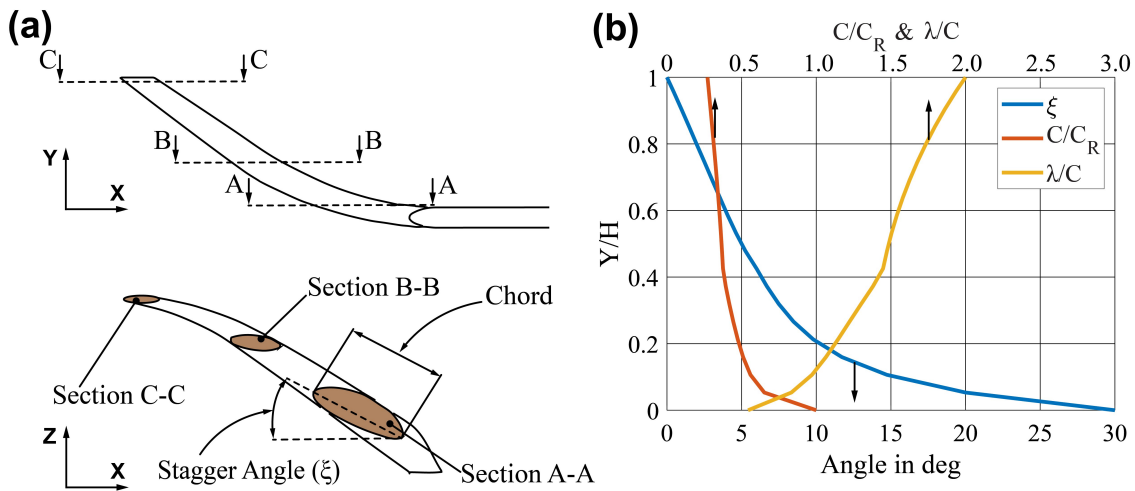 (a)
C C
B B
A A
Y
X
Section B-B
Chord
Section C-C
Z
X
Stagger Angle (ξ)
Section A-A
(b)
C/C_R & λ/C
0 0.5 1.0 1.5 2.0 2.5 3.0
1
0.8
0.6
0.4
0.2
0
Y/H
ξ
C/C_R
λ/C
0 5 10 15 20 25 30
Angle in deg